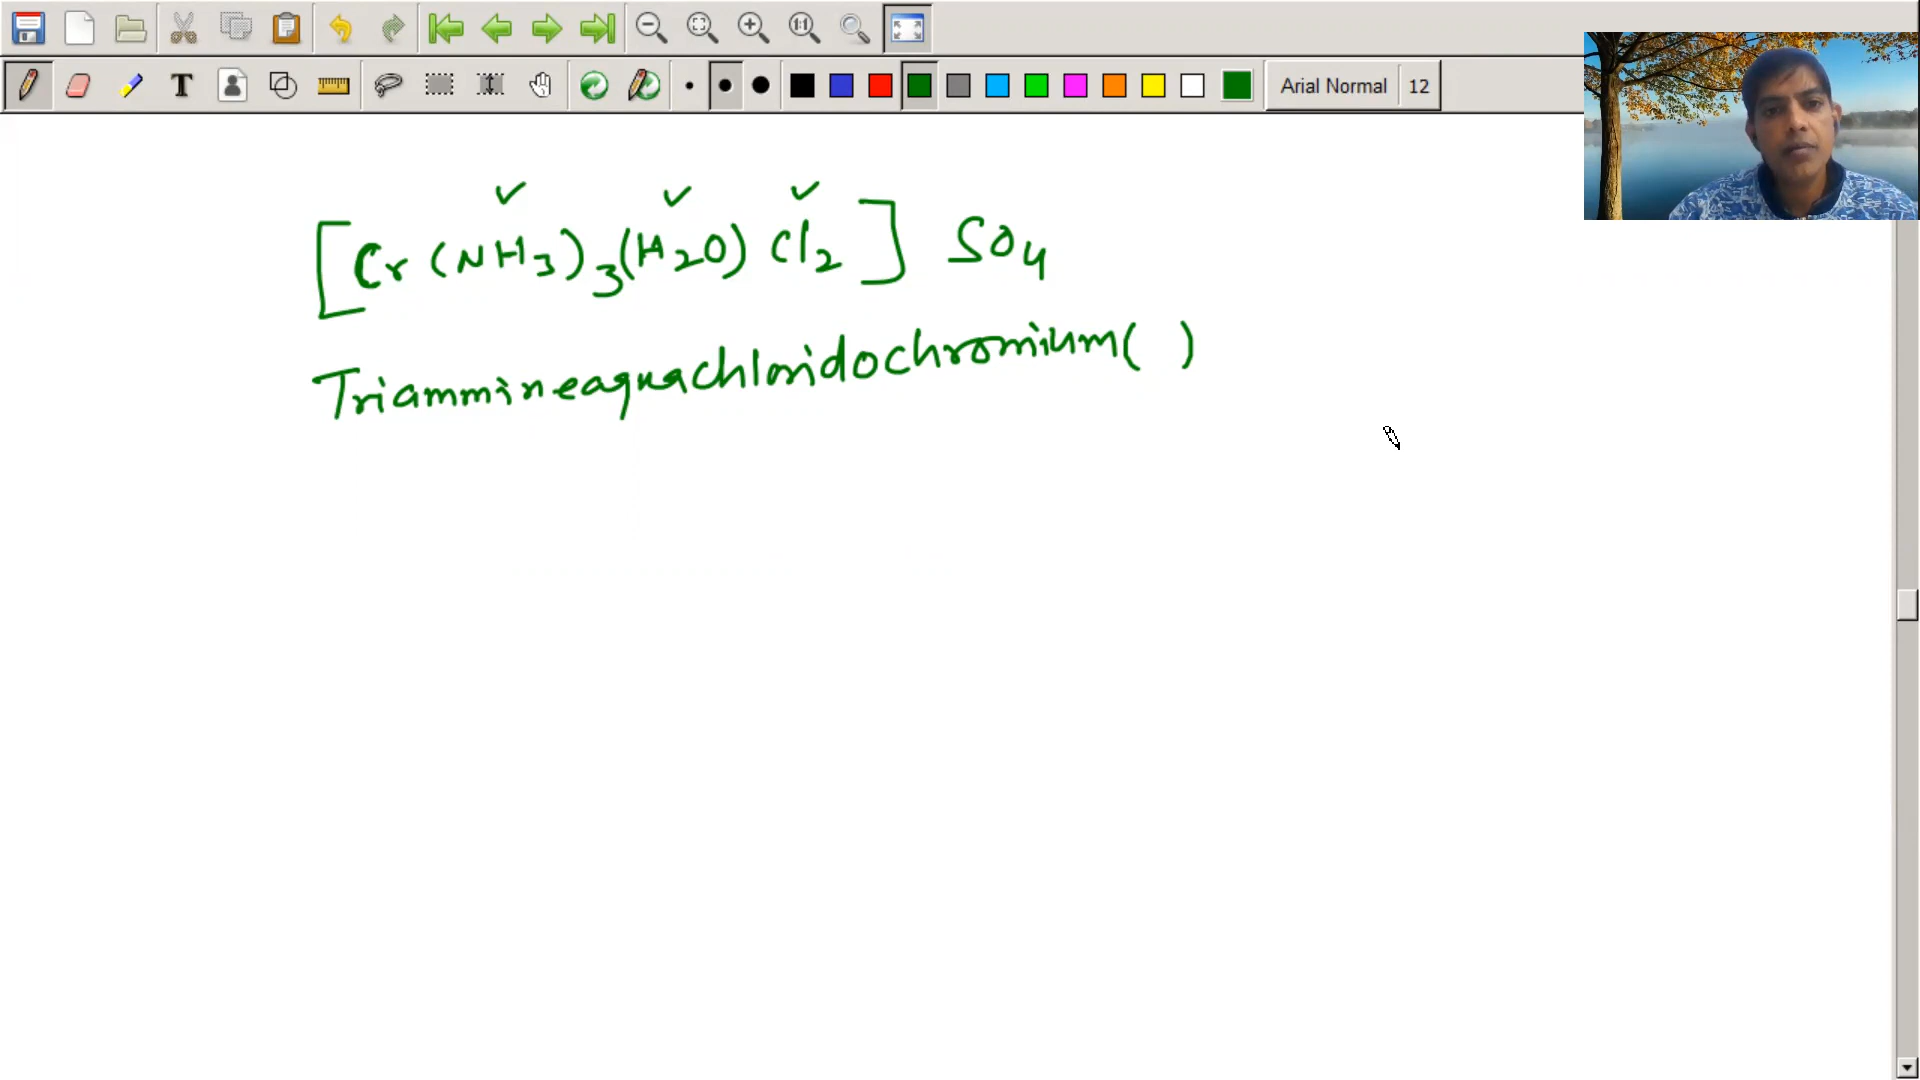 Arial Normal 12
[Cr(NH3)3(H2O)Cl2] SO4
Triammineaquachloridochromium( )